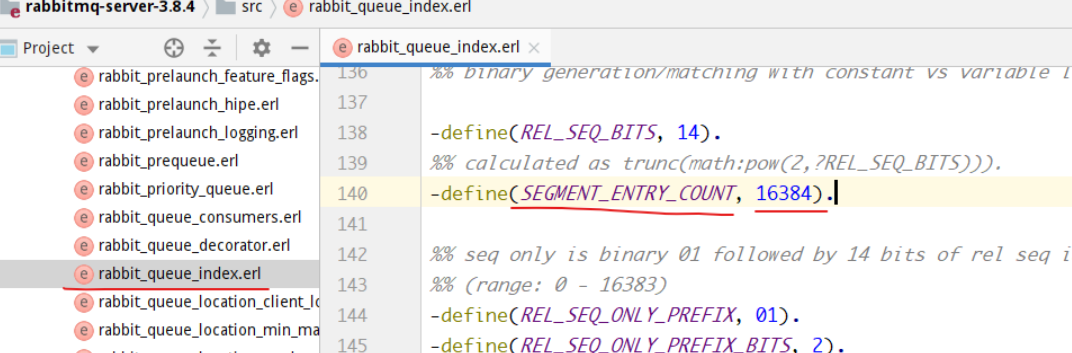 rabbitmq-server-3.8.4 src rabbit_queue_index.erl
Project
rabbit_prelaunch_feature_flags.
rabbit_prelaunch_hipe.erl
rabbit_prelaunch_logging.erl
rabbit_prequeue.erl
rabbit_priority_queue.erl
rabbit_queue_consumers.erl
rabbit_queue_decorator.erl
rabbit_queue_index.erl
rabbit_queue_location_client_lo
rabbit_queue_location_min_ma
rabbit_queue_index.erl
136 %% binary generation/matching with constant vs variable l
137
138 -define(REL_SEQ_BITS, 14).
139 %% calculated as trunc(math:pow(2,?REL_SEQ_BITS))).
140 -define(SEGMENT_ENTRY_COUNT, 16384).
141
142 %% seq only is binary 01 followed by 14 bits of rel seq i
143 %% (range: 0 - 16383)
144 -define(REL_SEQ_ONLY_PREFIX, 01).
145 -define(REL_SEQ_ONLY_PREFIX_BITS, 2).